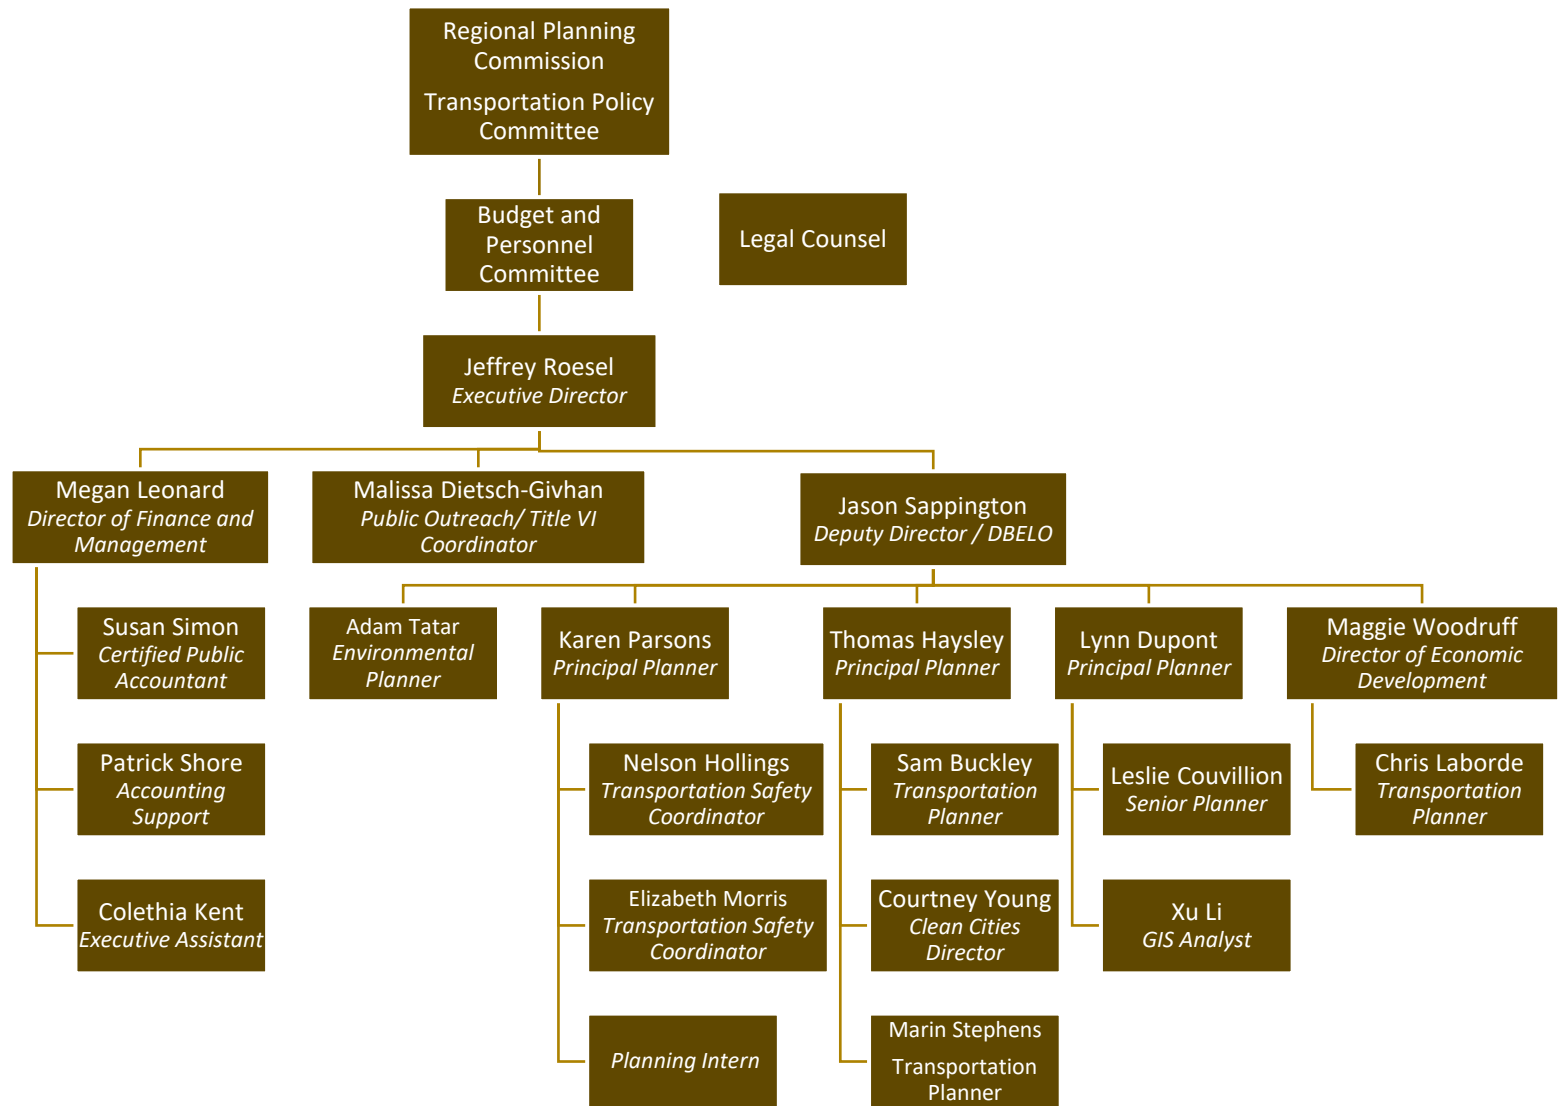 Regional Planning
Commission
Transportation Policy
Committee
Budget and
Personnel
Committee
Legal Counsel
Jeffrey Roesel
Executive Director
Megan Leonard
Director of Finance and
Management
Malissa Dietsch-Givhan
Public Outreach/ Title VI
Coordinator
Jason Sappington
Deputy Director / DBELO
Susan Simon
Certified Public
Accountant
Adam Tatar
Environmental
Planner
Karen Parsons
Principal Planner
Thomas Haysley
Principal Planner
Lynn Dupont
Principal Planner
Maggie Woodruff
Director of Economic
Development
Patrick Shore
Accounting
Support
Nelson Hollings
Transportation Safety
Coordinator
Sam Buckley
Transportation
Planner
Leslie Couvillion
Senior Planner
Chris Laborde
Transportation
Planner
Colethia Kent
Executive Assistant
Elizabeth Morris
Transportation Safety
Coordinator
Courtney Young
Clean Cities
Director
Xu Li
GIS Analyst
Planning Intern
Marin Stephens
Transportation
Planner